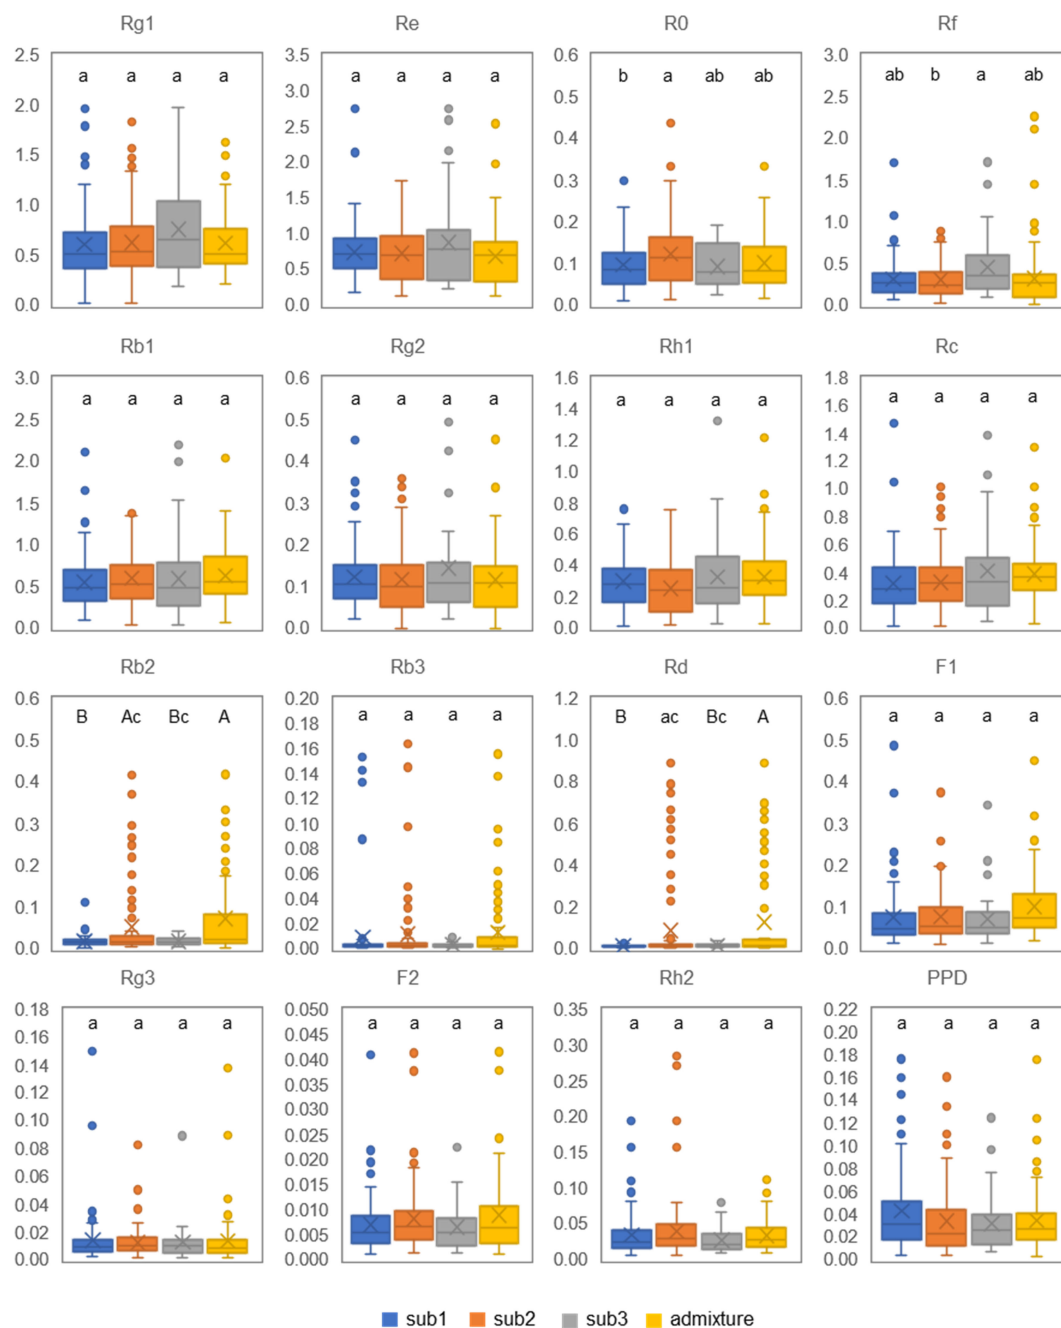 Rg1 Re R0 Rf
2.5 3.5 0.6 3.0
a a a a a a a a b a ab ab ab b a ab
3.0 0.5 2.5
2.0 2.5 0.4 2.0
1.5 2.0 0.3 1.5
1.0 1.5 0.2 1.0
0.5 1.0 0.1 0.5
0.5
0.0 0.0 0.0 0.0
Rb1 Rg2 Rh1 Rc
3.0 0.6 1.6 1.8
a a a a a a a a a a a a a a a a
2.5 0.5 1.4 1.6
2.0 0.4 1.2 1.4
1.5 0.3 1.0 1.2
1.0 0.2 0.8 1.0
0.5 0.1 0.6 0.8
0.4 0.6
0.2 0.4
0.2
0.0 0.0 0.0 0.0
Rb2 Rb3 Rd F1
0.6 0.20 1.2 0.6
B Ac Bc A a a a a B ac Bc A a a a a
0.5 0.18 1.0 0.5
0.4 0.16 0.8 0.4
0.3 0.14 0.6 0.3
0.2 0.12 0.4 0.2
0.1 0.10 0.2 0.1
0.08
0.06
0.04
0.02
0.0 0.00 0.0 0.0
Rg3 F2 Rh2 PPD
0.18 0.050 0.35 0.22
a a a a a a a a a a a a a a a a
0.16 0.045 0.30 0.20
0.14 0.040 0.25 0.18
0.12 0.035 0.20 0.16
0.10 0.030 0.15 0.14
0.08 0.025 0.10 0.12
0.06 0.020 0.05 0.10
0.04 0.015 0.08
0.02 0.010 0.06
0.005 0.04
0.02
0.00 0.000 0.00 0.00
sub1 sub2 sub3 admixture